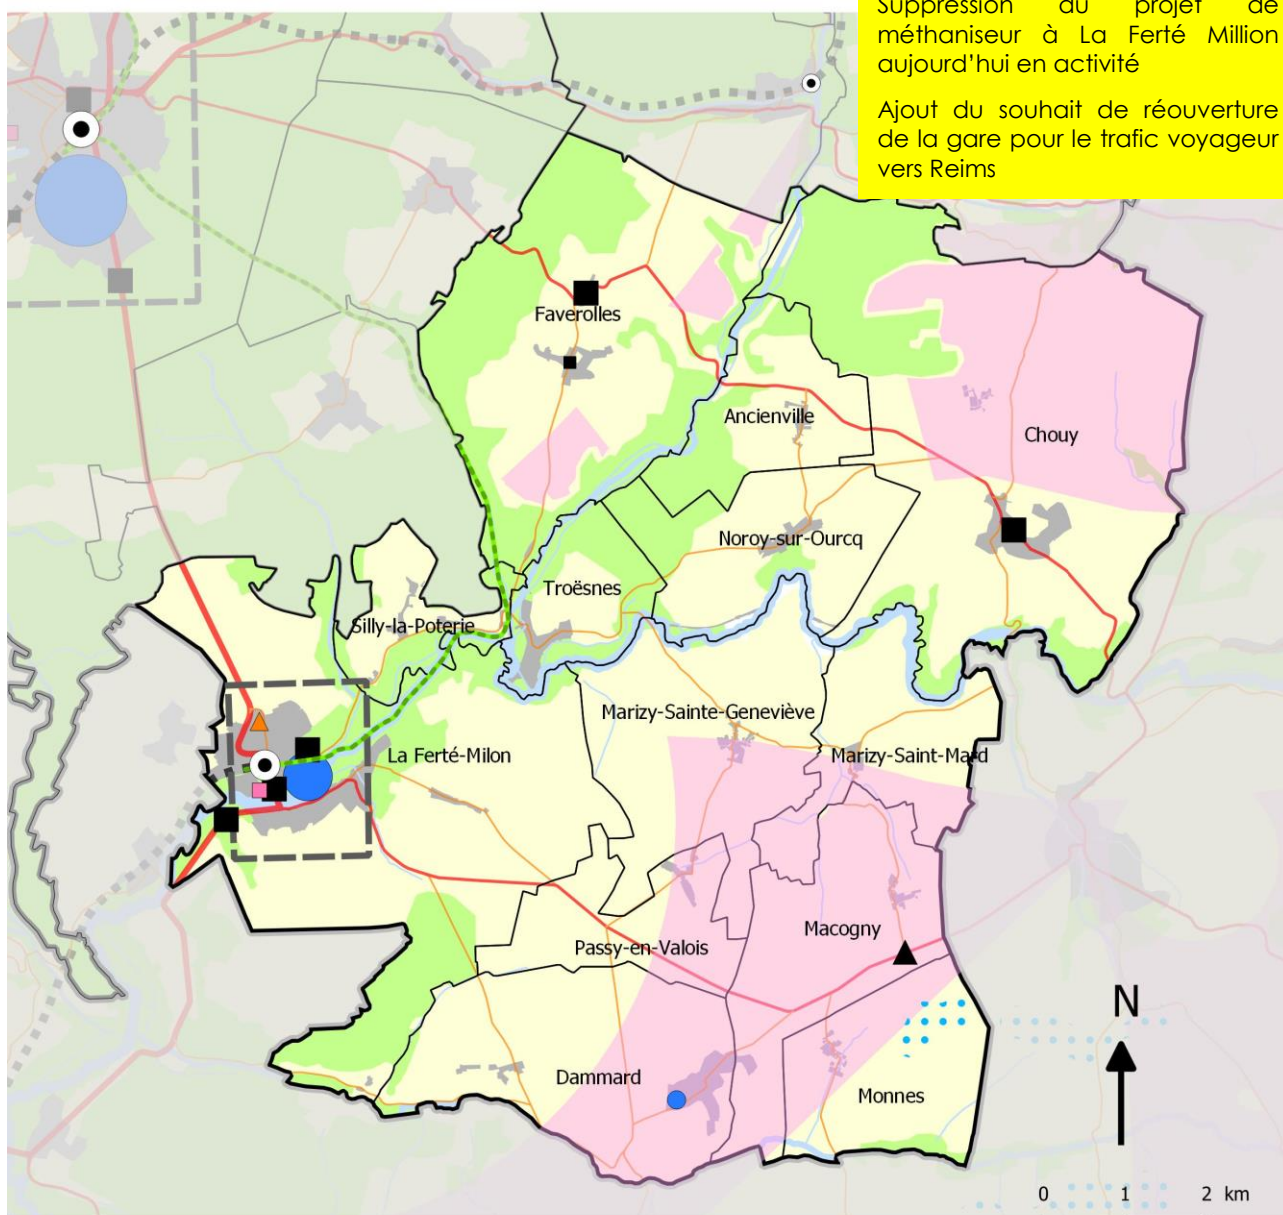 Suppression du projet de
méthaniseur à La Ferté Million
aujourd'hui en activité
Ajout du souhait de réouverture
de la gare pour le trafic voyageur
vers Reims
Faverolles
Ancienville
Chouy
Noroy-sur-Ourcq
Troësnes
Silly-la-Poterie
Marizy-Sainte-Geneviève
La Ferté-Milon
Marizy-Saint-Mard
Macogny
Passy-en-Valois
N
Dammard
Monnes
0 1 2 km